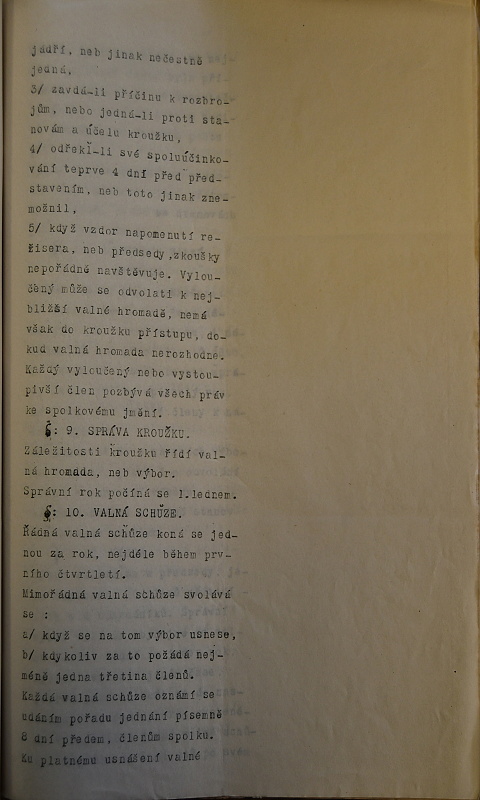 jádří, neb jinak nečestně
jedná,
3/ zavdá-li příčinu k rozbro-
jům, nebo jedná-li proti sta-
novám a účelu kroužku,
4/ odřekl-li své spoluúčinko-
vání teprve 4 dní před před-
stavením, neb toto jinak zne-
možnil,
5/ když vzdor napomenutí re-
žisera, neb předsedy ,zkoušky
nepořádně navštěvuje. Vylou-
čěný může se odvolati k nej-
bližší valné hromadě, nemá
však do kroužku přístupu, do-
kud valná hromada nerozhodne.
Každý vyloučený nebo vystou-
pivší člen pozbývá všech práv
ke spolkovému jmění.
§: 9. SPRÁVA KROUŽKU.
Záležitosti kroužku řídí val-
ná hromada, neb výbor.
Správní rok počíná se 1.lednem.
§: 10. VALNÁ SCHŮZE.
Řádná valná schůze koná se jed-
nou za rok, nejdéle během prv-
ního čtvrtletí.
Mimořádná valná schůze svolává
se :
a/ když se na tom výbor usnese,
b/ kdykoliv za to požádá nej-
méně jedna třetina členů.
Každá valná schůze oznámí se
udáním pořadu jednání písemně
8 dní předem, členům spolku.
Ku platnému usnášení valné